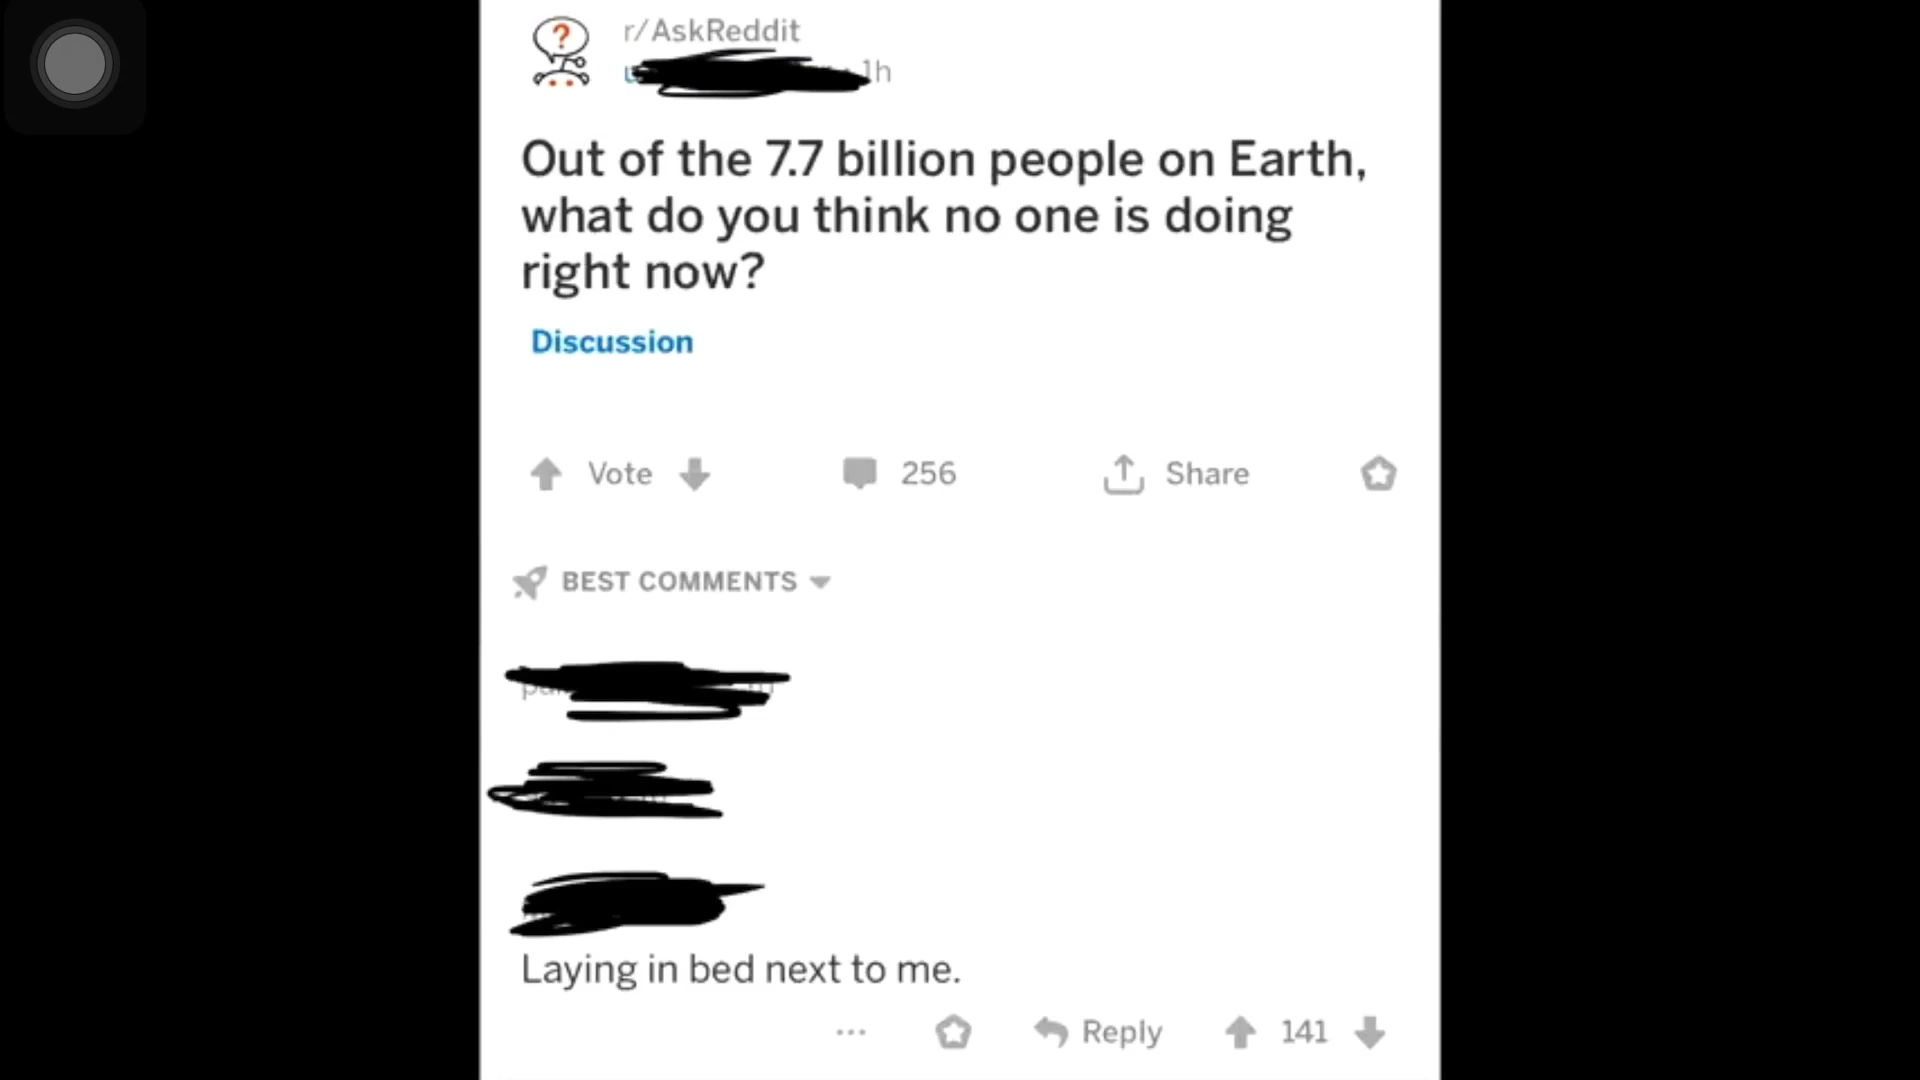 r/AskReddit
1h
Out of the 7.7 billion people on Earth,
what do you think no one is doing
right now?
Discussion
Vote 256 Share
BEST COMMENTS
Laying in bed next to me.
Reply 141